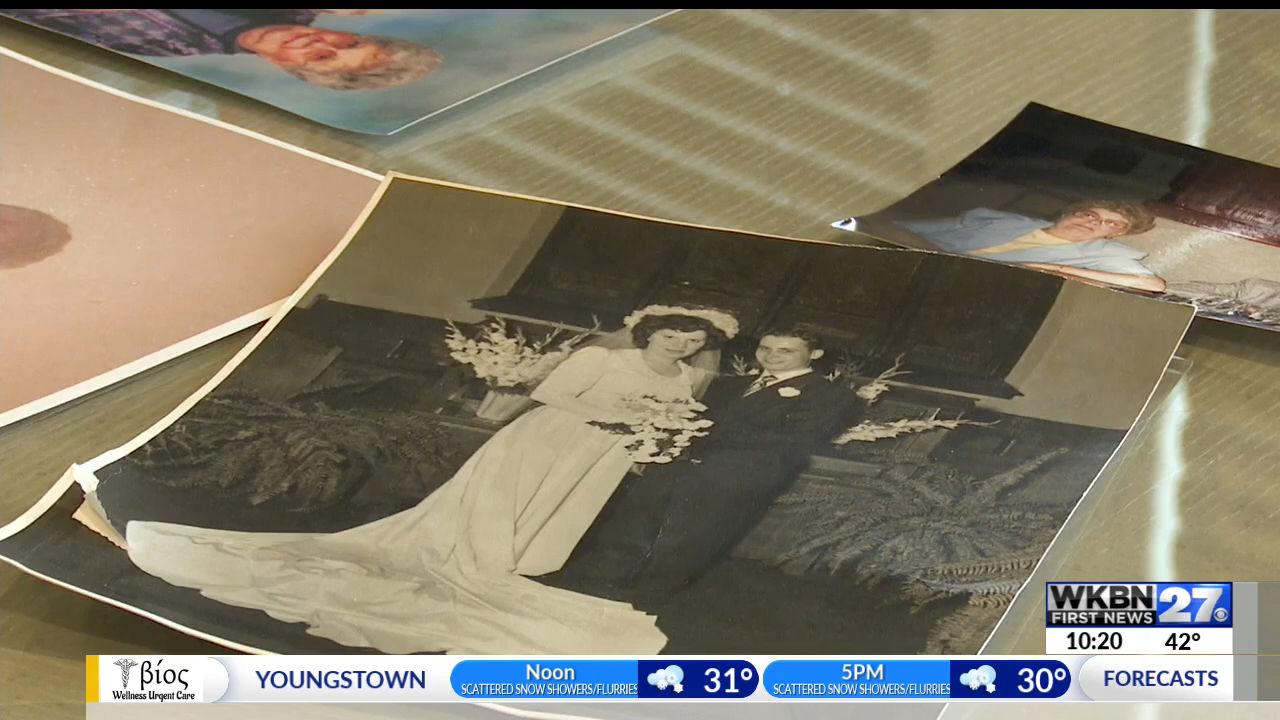 WKBN 27
FIRST NEWS
10:20 42°
βίος
Wellness Urgent Care
YOUNGSTOWN
Noon
SCATTERED SNOW SHOWERS/FLURRIES
31°
5PM
SCATTERED SNOW SHOWERS/FLURRIES
30°
FORECASTS